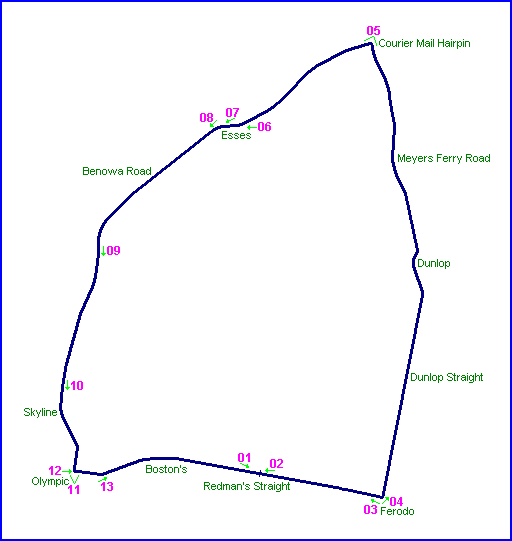 05
Courier Mail Hairpin
07
08
06
Esses
Meyers Ferry Road
Benowa Road
09
Dunlop
Dunlop Straight
10
Skyline
01
02
12
Boston's
Olympic
11
13
Redman's Straight
04
03
Ferodo